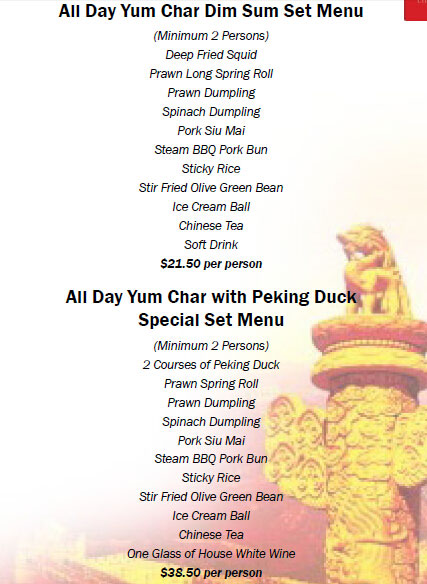 All Day Yum Char Dim Sum Set Menu
(Minimum 2 Persons)
Deep Fried Squid
Prawn Long Spring Roll
Prawn Dumpling
Spinach Dumpling
Pork Siu Mai
Steam BBQ Pork Bun
Sticky Rice
Stir Fried Olive Green Bean
Ice Cream Ball
Chinese Tea
Soft Drink
$21.50 per person
All Day Yum Char with Peking Duck
Special Set Menu
(Minimum 2 Persons)
2 Courses of Peking Duck
Prawn Spring Roll
Prawn Dumpling
Spinach Dumpling
Pork Siu Mai
Steam BBQ Pork Bun
Sticky Rice
Stir Fried Olive Green Bean
Ice Cream Ball
Chinese Tea
One Glass of House White Wine
$38.50 per person